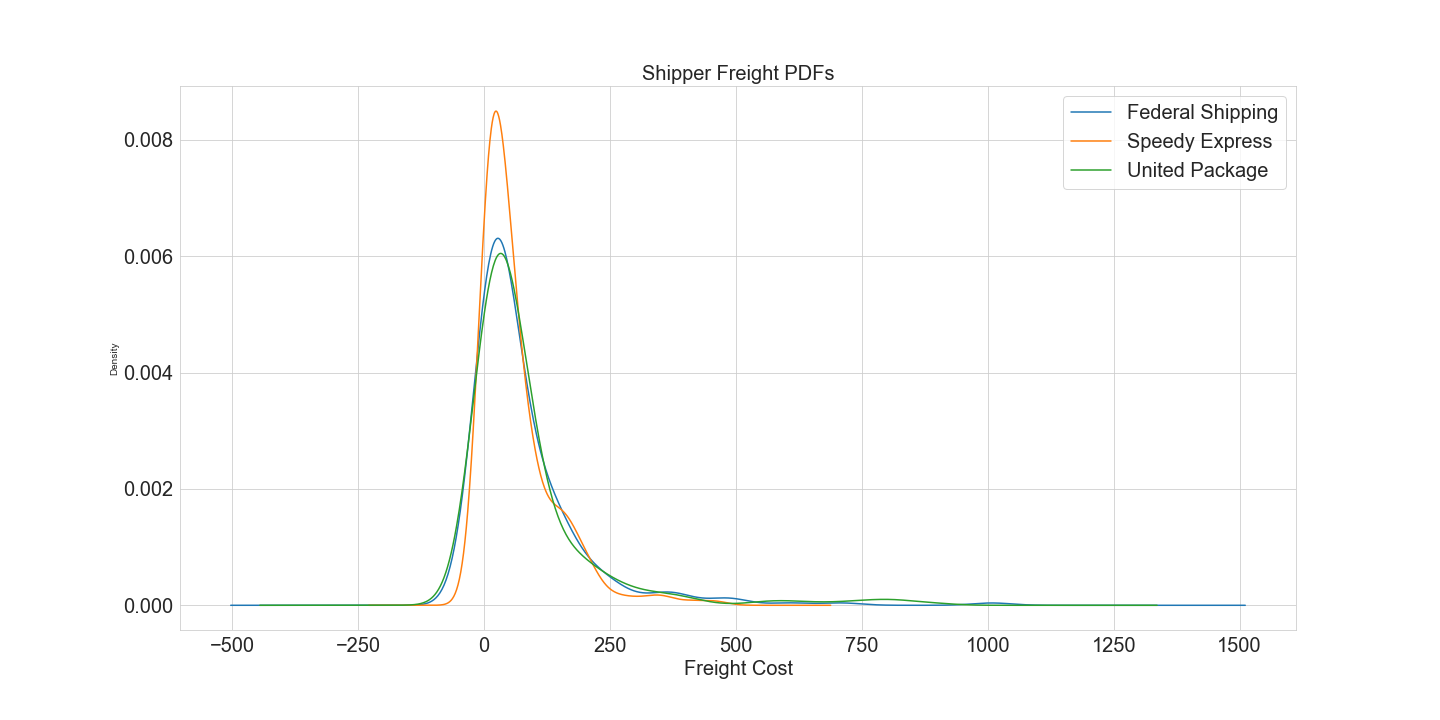 Shipper Freight PDFs
Federal Shipping
Speedy Express
United Package
0.008
0.006
0.004
0.002
0.000
Density
−500
−250
0
250
500
750
1000
1250
1500
Freight Cost